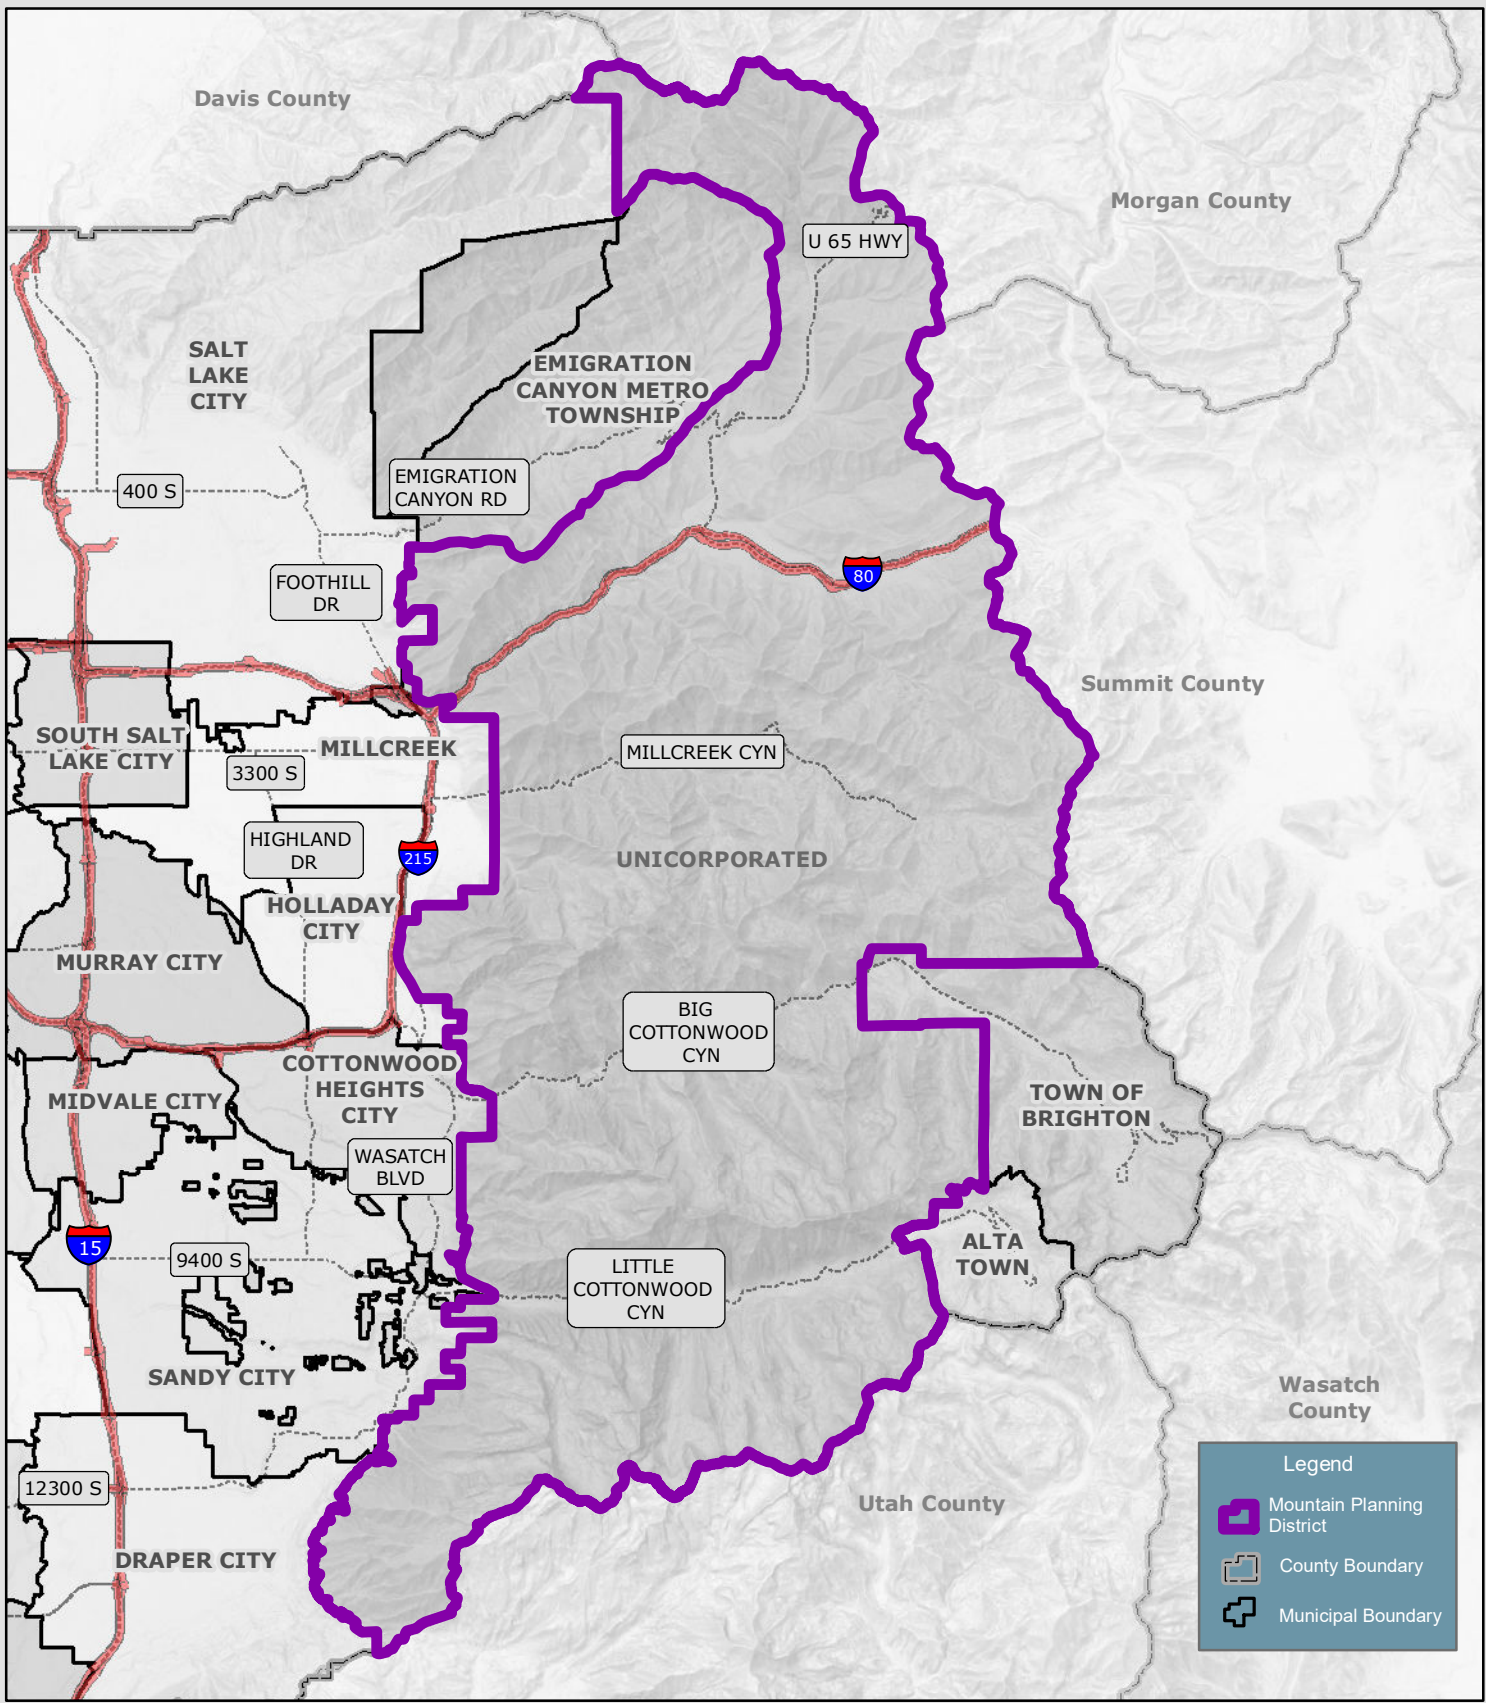 Davis County
Morgan County
U 65 HWY
SALT
LAKE
CITY
EMIGRATION
CANYON METRO
TOWNSHIP
EMIGRATION
CANYON RD
400 S
FOOTHILL
DR
80
Summit County
SOUTH SALT
LAKE CITY
MILLCREEK
3300 S
MILLCREEK CYN
HIGHLAND
DR
215
UNICORPORATED
HOLLADAY
CITY
MURRAY CITY
BIG
COTTONWOOD
CYN
COTTONWOOD
HEIGHTS
CITY
MIDVALE CITY
TOWN OF
BRIGHTON
WASATCH
BLVD
15
9400 S
ALTA
TOWN
LITTLE
COTTONWOOD
CYN
SANDY CITY
Wasatch
County
12300 S
Utah County
DRAPER CITY
Legend
Mountain Planning
District
County Boundary
Municipal Boundary